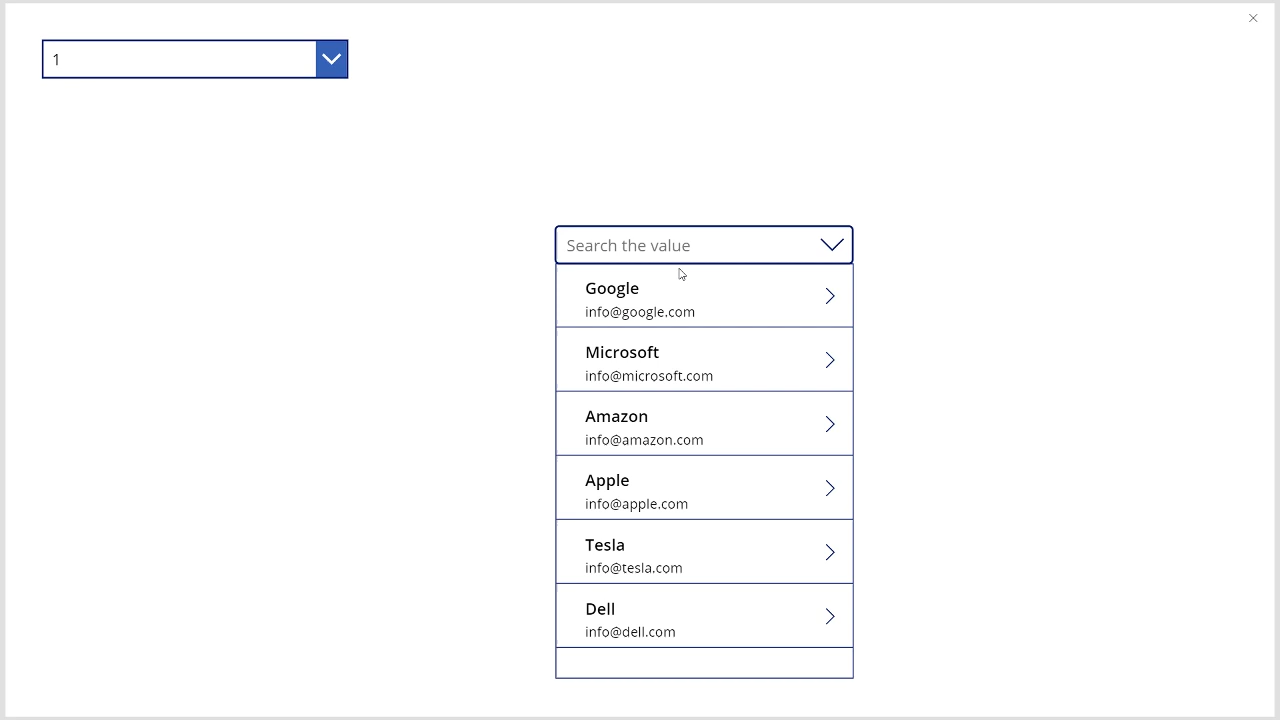 1
Search the value
Google
info@google.com
Microsoft
info@microsoft.com
Amazon
info@amazon.com
Apple
info@apple.com
Tesla
info@tesla.com
Dell
info@dell.com